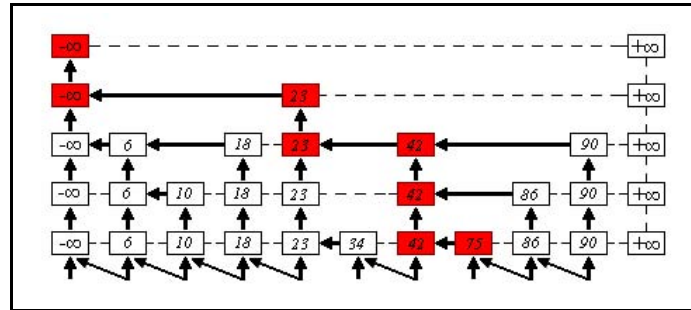 -∞ +∞
-∞ 23 +∞
-∞ 6 18 23 42 90 +∞
-∞ 6 10 18 23 42 86 90 +∞
-∞ 6 10 18 23 34 42 75 86 90 +∞